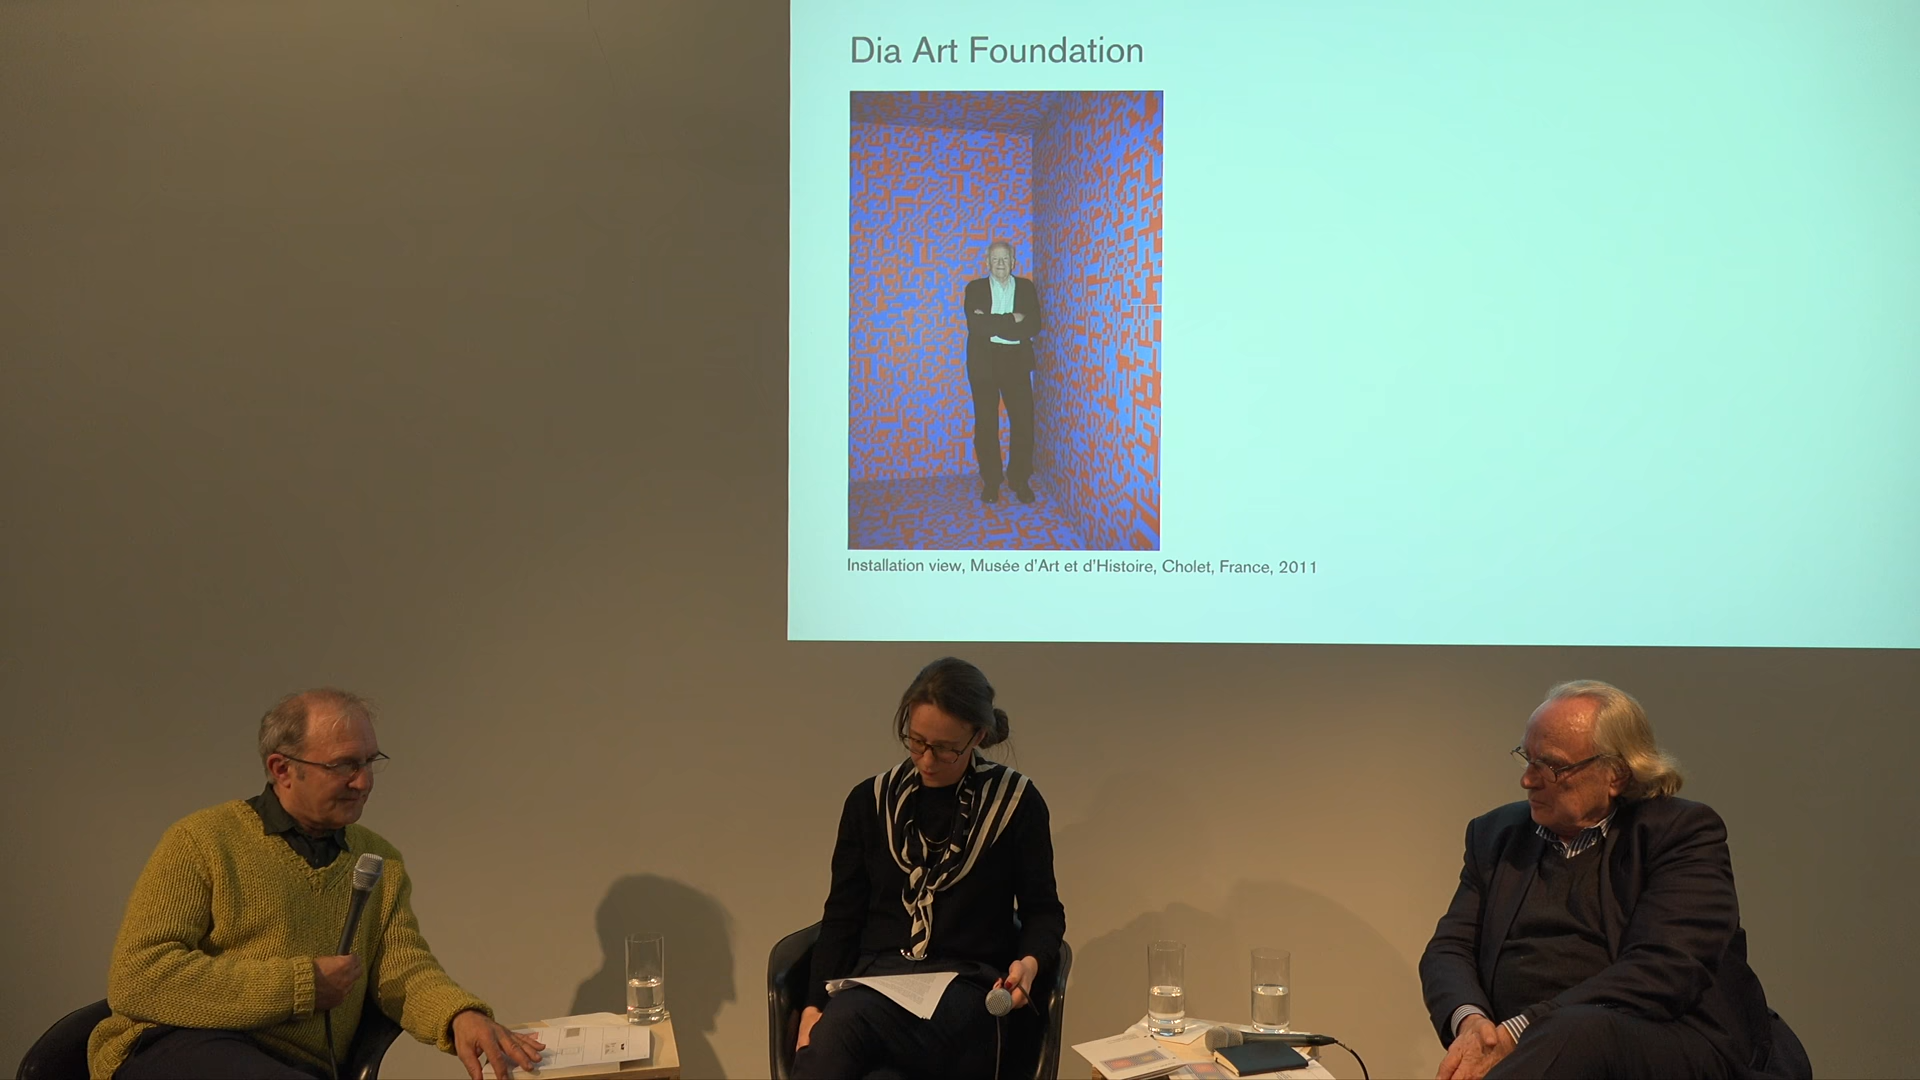 Dia Art Foundation
Installation view, Musée d'Art et d'Histoire, Cholet, France, 2011